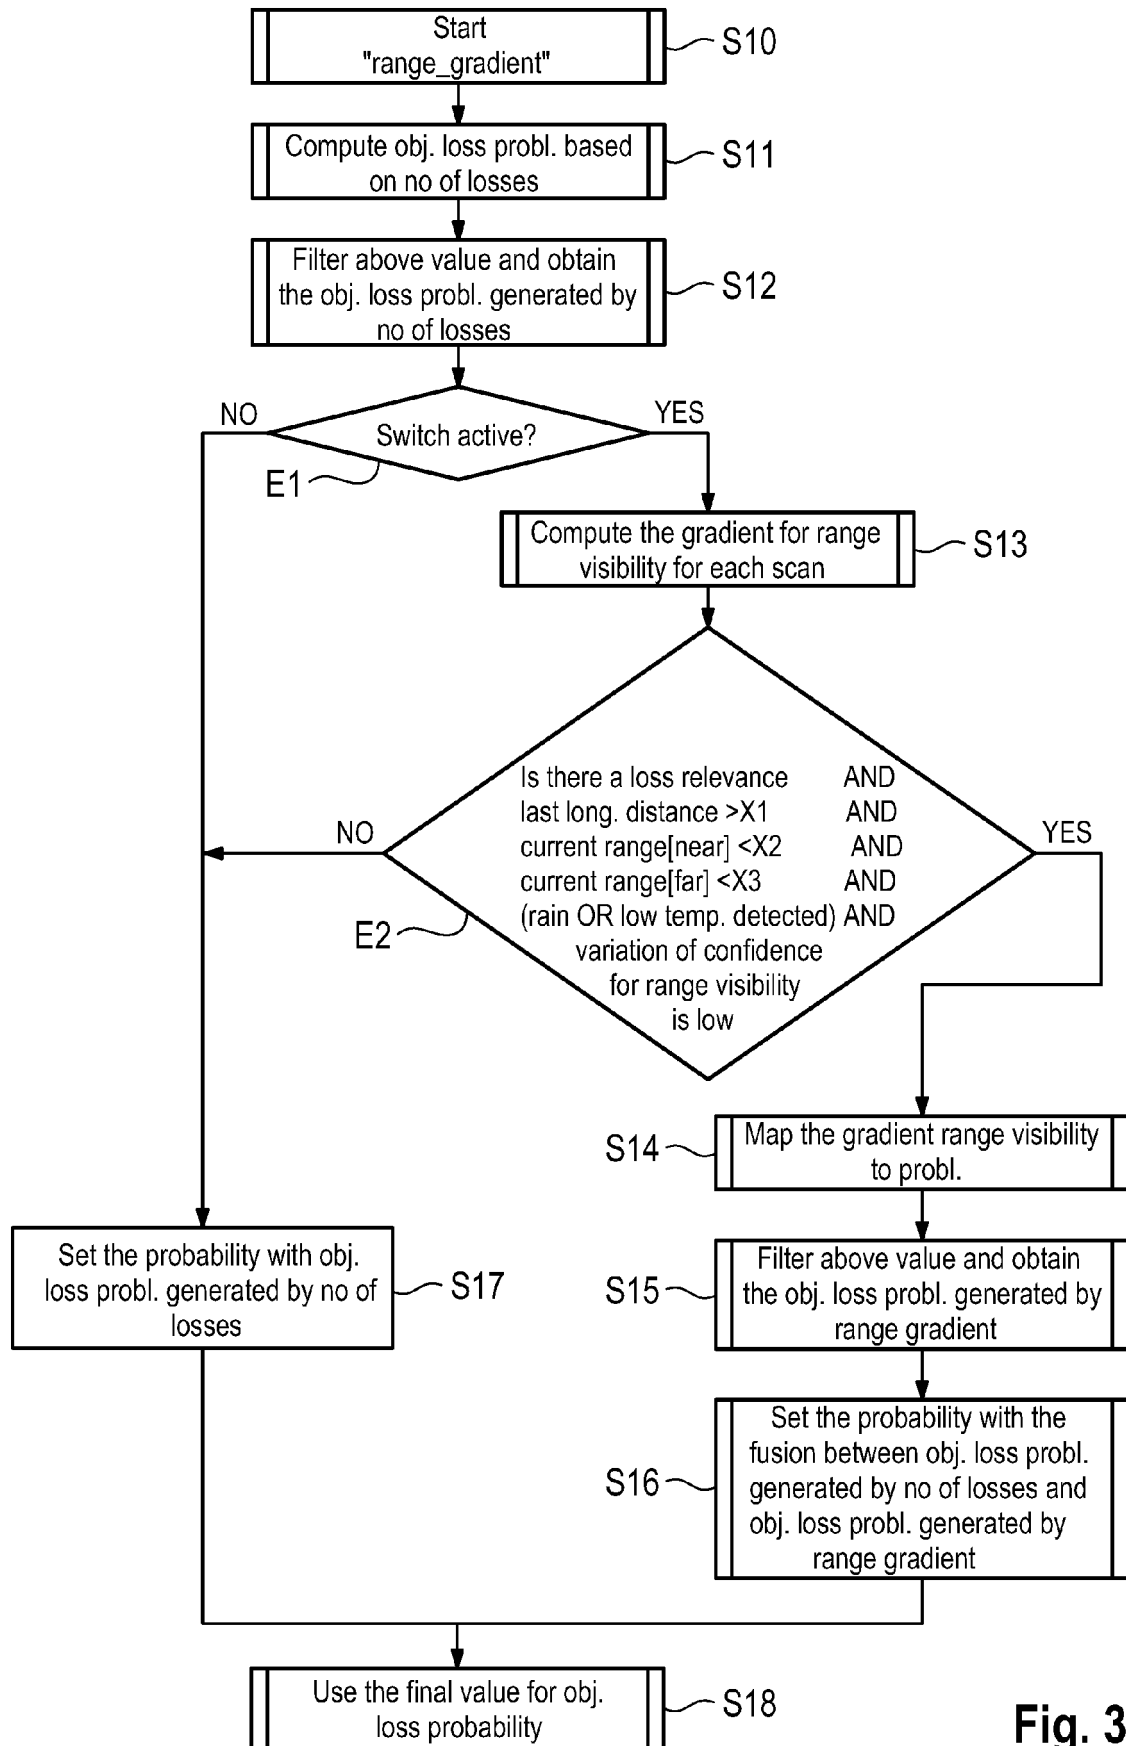 Start
"range_gradient"
S10
Compute obj. loss probl. based
on no of losses
S11
Filter above value and obtain
the obj. loss probl. generated by
no of losses
S12
NO
YES
Switch active?
E1
Compute the gradient for range
visibility for each scan
S13
Is there a loss relevance AND
last long. distance >X1 AND
current range[near] <X2 AND
current range[far] <X3 AND
(rain OR low temp. detected) AND
variation of confidence
for range visibility
is low
NO
YES
E2
S14
Map the gradient range visibility
to probl.
S15
Filter above value and obtain
the obj. loss probl. generated by
range gradient
Set the probability with obj.
loss probl. generated by no of
losses
S17
S16
Set the probability with the
fusion between obj. loss probl.
generated by no of losses and
obj. loss probl. generated by
range gradient
Use the final value for obj.
loss probability
S18
Fig. 3